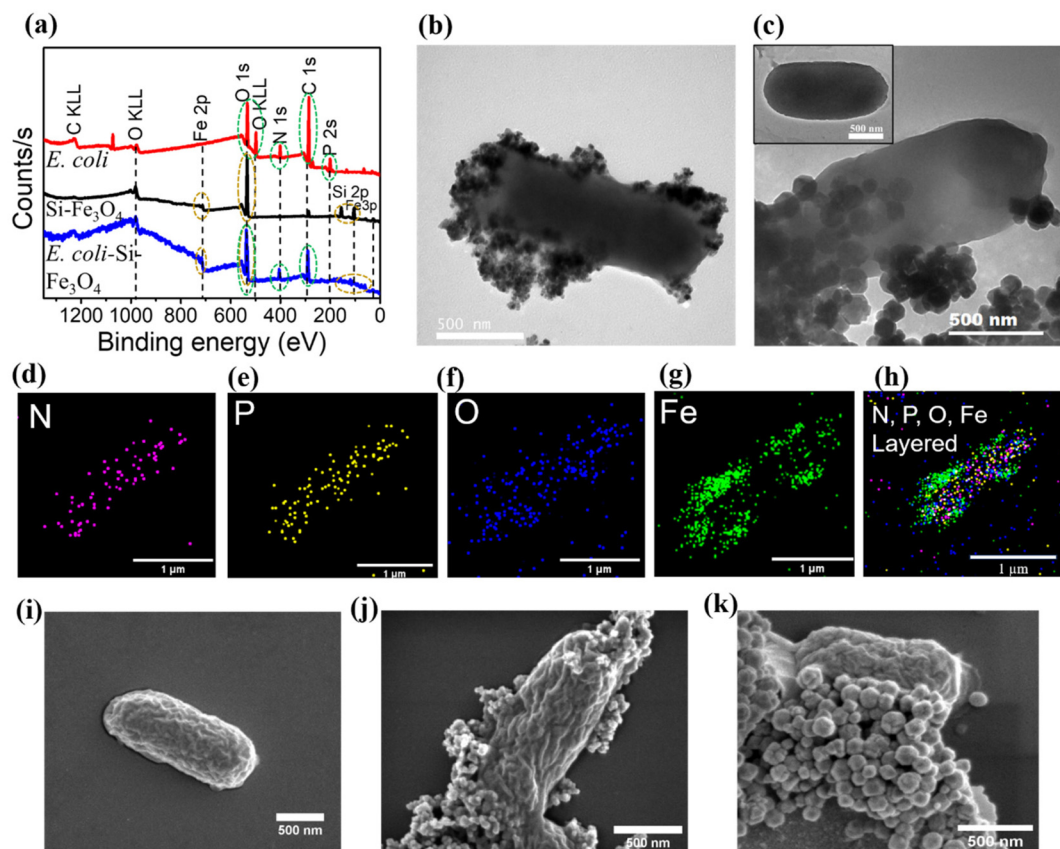 (a)
Counts/s
C KLL
O KLL
Fe 2p
O 1s
O KLL
N 1s
C 1s
P 2s
E. coli
Si 2p
Fe3p
Si-Fe₃O₄
E. coli-Si-
Fe₃O₄
1200 1000 800 600 400 200 0
Binding energy (eV)
(b)
500 nm
(c)
500 nm
500 nm
(d)
N
1 µm
(e)
P
1 µm
(f)
O
1 µm
(g)
Fe
1 µm
(h)
N, P, O, Fe
Layered
1 µm
(i)
500 nm
(j)
500 nm
(k)
500 nm